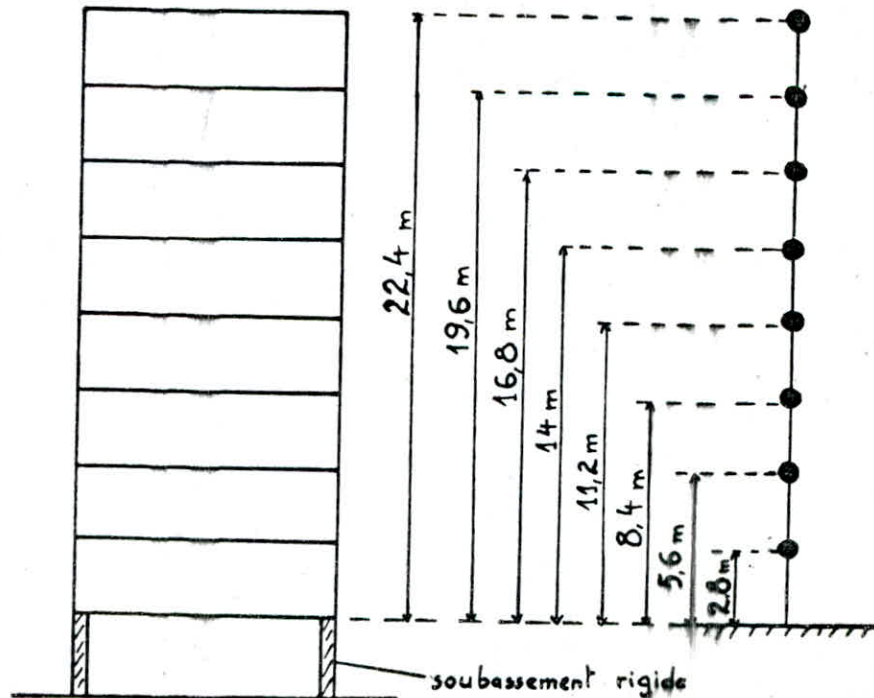 22,4 m
19,6 m
16,8 m
14 m
11,2 m
8,4 m
5,6 m
2.8 m
soubassement rigide